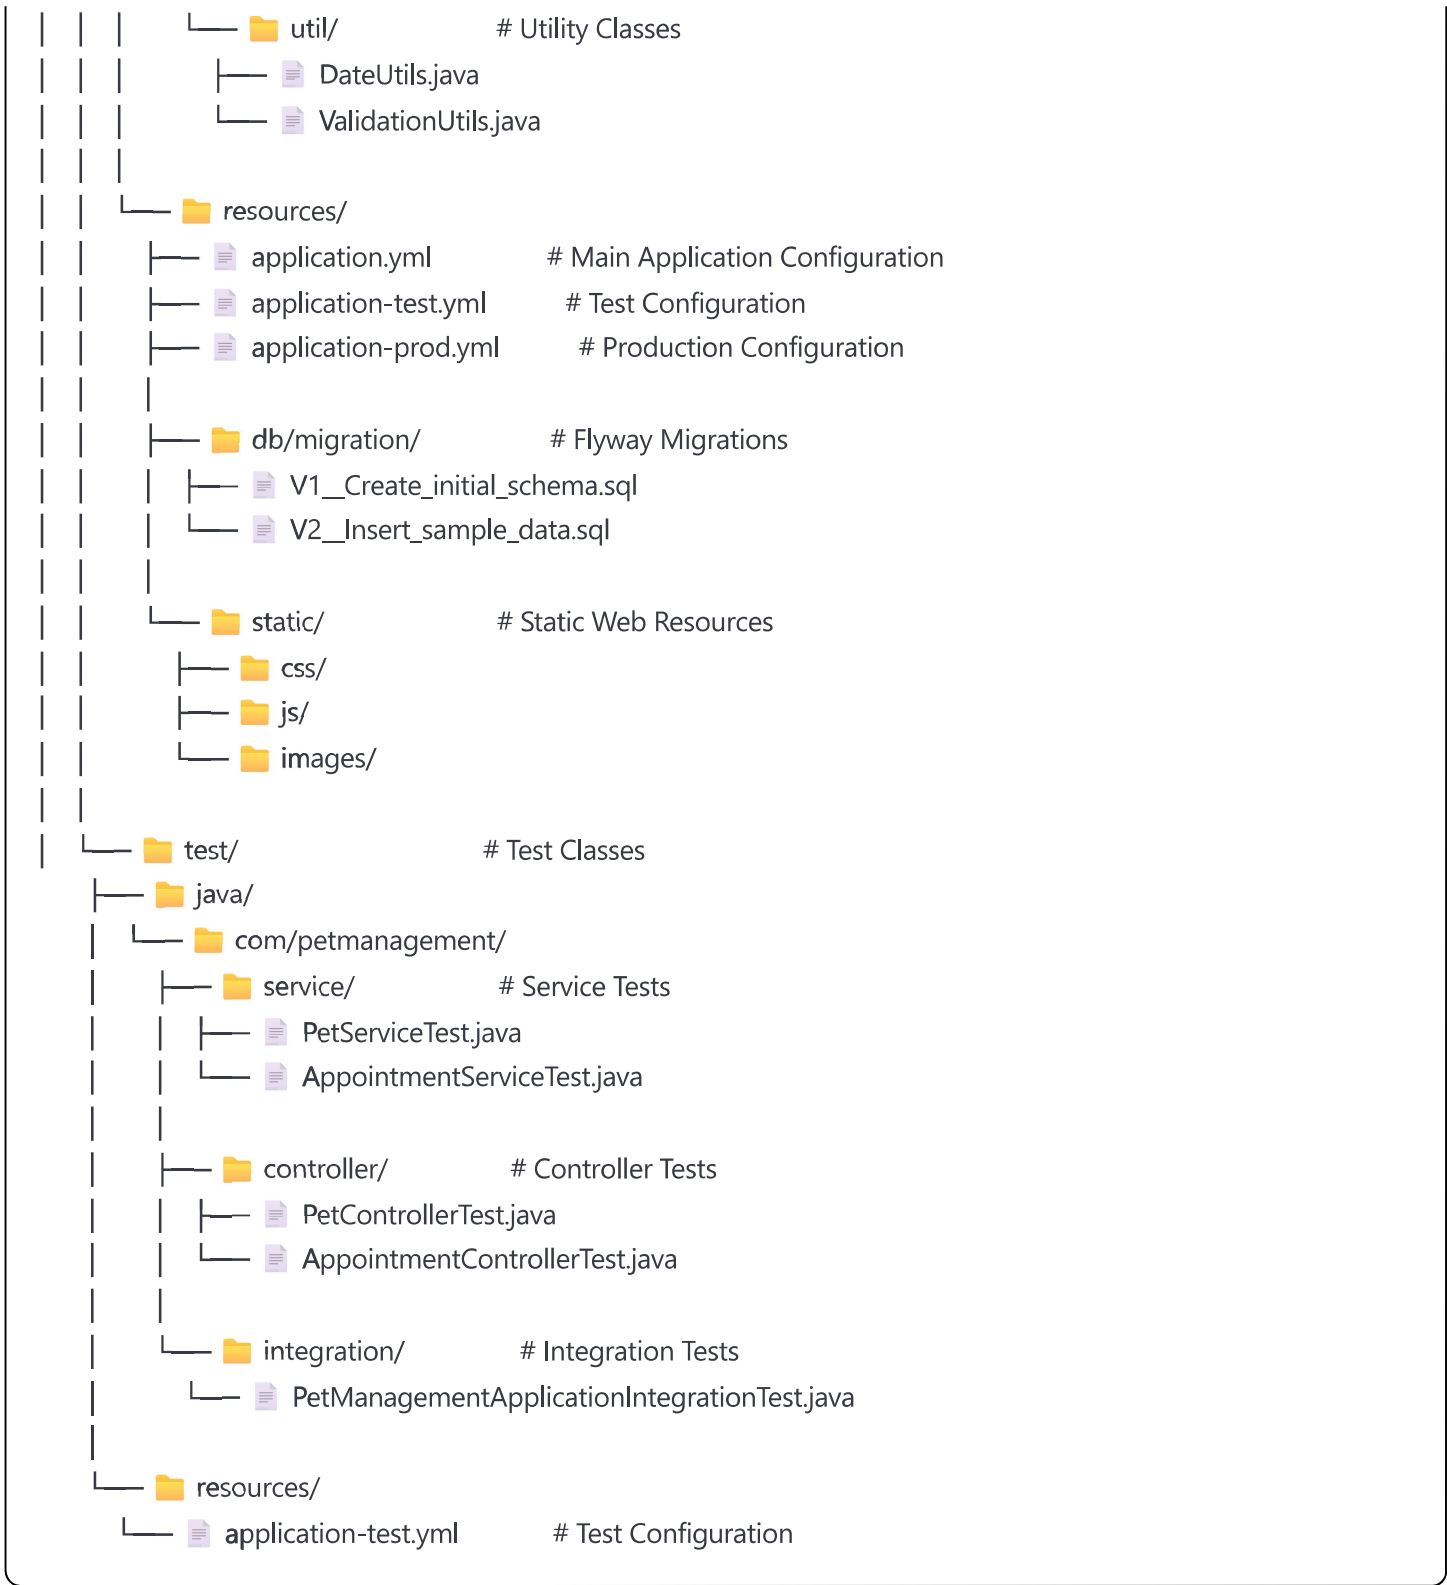 util/ # Utility Classes
DateUtils.java
ValidationUtils.java
resources/
application.yml # Main Application Configuration
application-test.yml # Test Configuration
application-prod.yml # Production Configuration
db/migration/ # Flyway Migrations
V1__Create_initial_schema.sql
V2__Insert_sample_data.sql
static/ # Static Web Resources
css/
js/
images/
test/ # Test Classes
java/
com/petmanagement/
service/ # Service Tests
PetServiceTest.java
AppointmentServiceTest.java
controller/ # Controller Tests
PetControllerTest.java
AppointmentControllerTest.java
integration/ # Integration Tests
PetManagementApplicationIntegrationTest.java
resources/
application-test.yml # Test Configuration